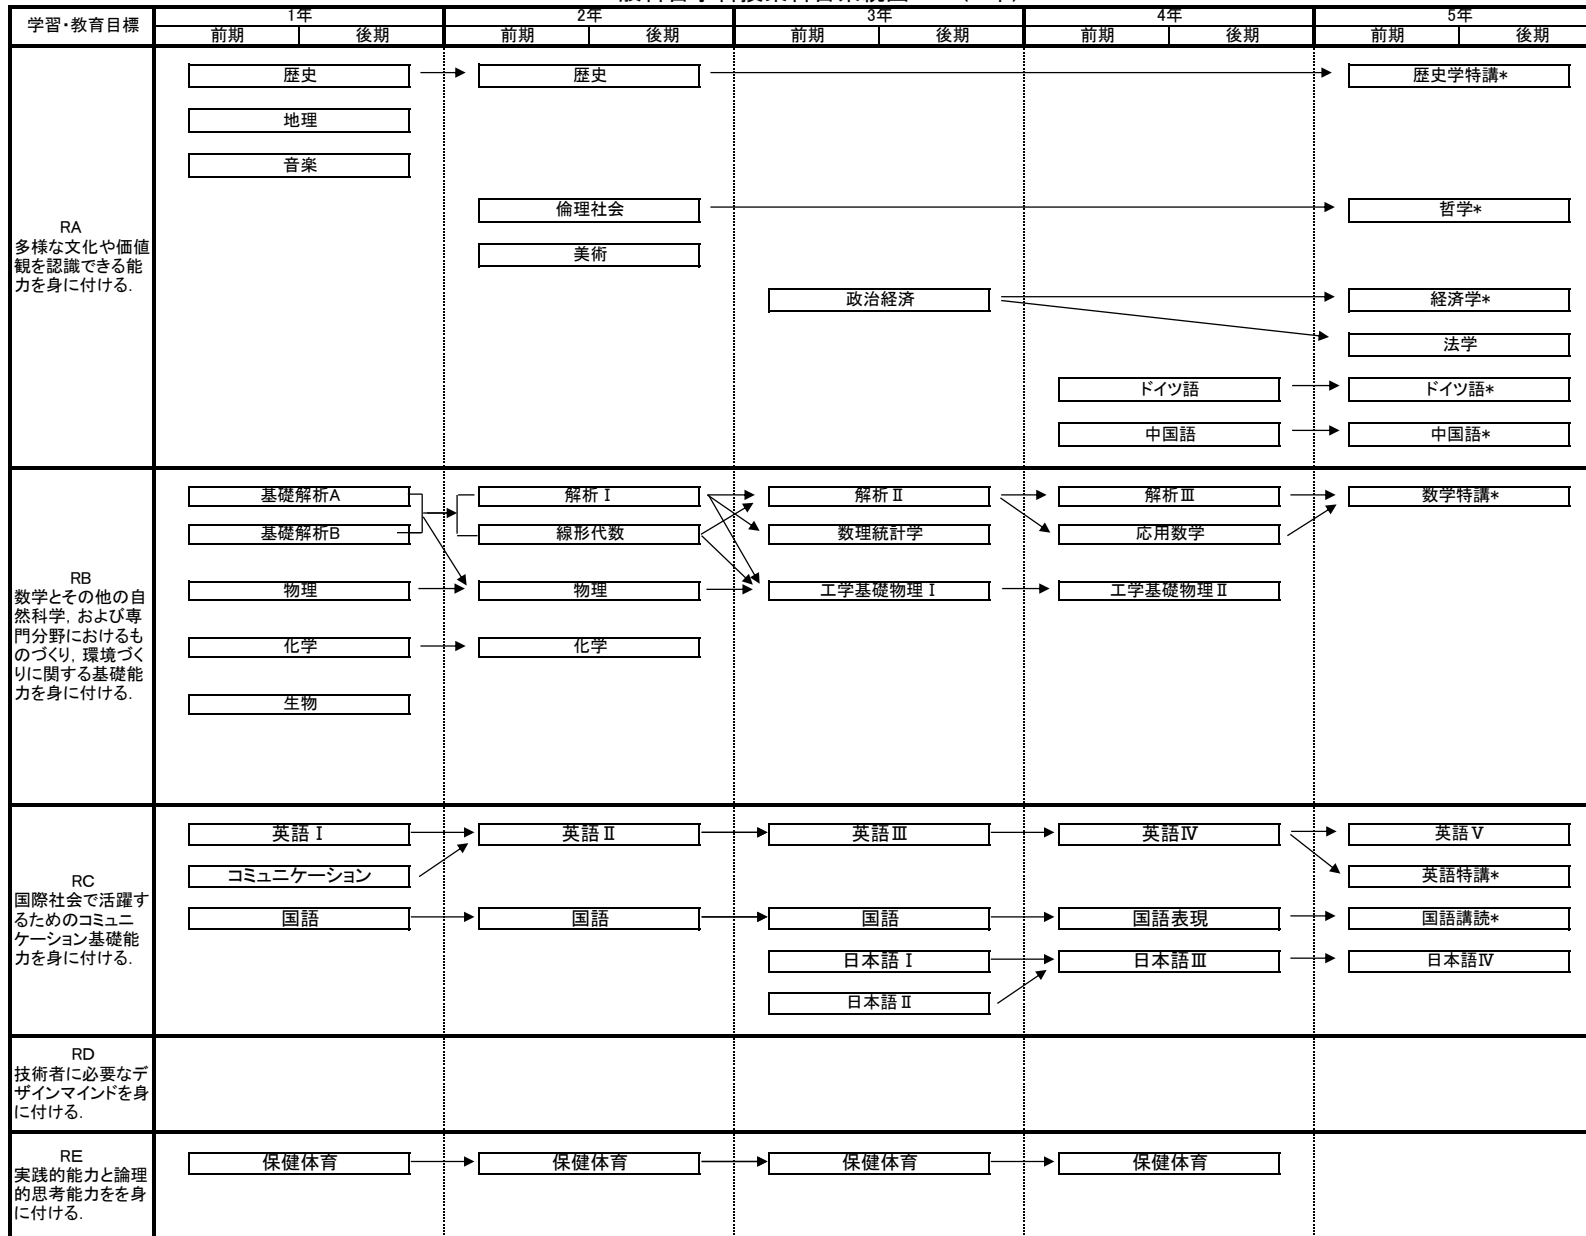 学習・教育目標
1年
2年
3年
4年
5年
前期
後期
前期
後期
前期
後期
前期
後期
前期
後期
RA
多様な文化や価値
観を認識できる能
力を身に付ける.
歴史
歴史
歴史学特講*
地理
音楽
倫理社会
哲学*
美術
政治経済
経済学*
法学
ドイツ語
ドイツ語*
中国語
中国語*
RB
数学とその他の自
然科学, および専
門分野におけるも
のづくり, 環境づく
りに関する基礎能
力を身に付ける.
基礎解析A
解析Ⅰ
解析Ⅱ
解析Ⅲ
数学特講*
基礎解析B
線形代数
数理統計学
応用数学
物理
物理
工学基礎物理Ⅰ
工学基礎物理Ⅱ
化学
化学
生物
RC
国際社会で活躍す
るためのコミュニ
ケーション基礎能
力を身に付ける.
英語Ⅰ
英語Ⅱ
英語Ⅲ
英語Ⅳ
英語Ⅴ
コミュニケーション
英語特講*
国語
国語
国語
国語表現
国語講読*
日本語Ⅰ
日本語Ⅲ
日本語Ⅳ
日本語Ⅱ
RD
技術者に必要なデ
ザインマインドを身
に付ける.
RE
実践的能力と論理
的思考能力をを身
に付ける.
保健体育
保健体育
保健体育
保健体育